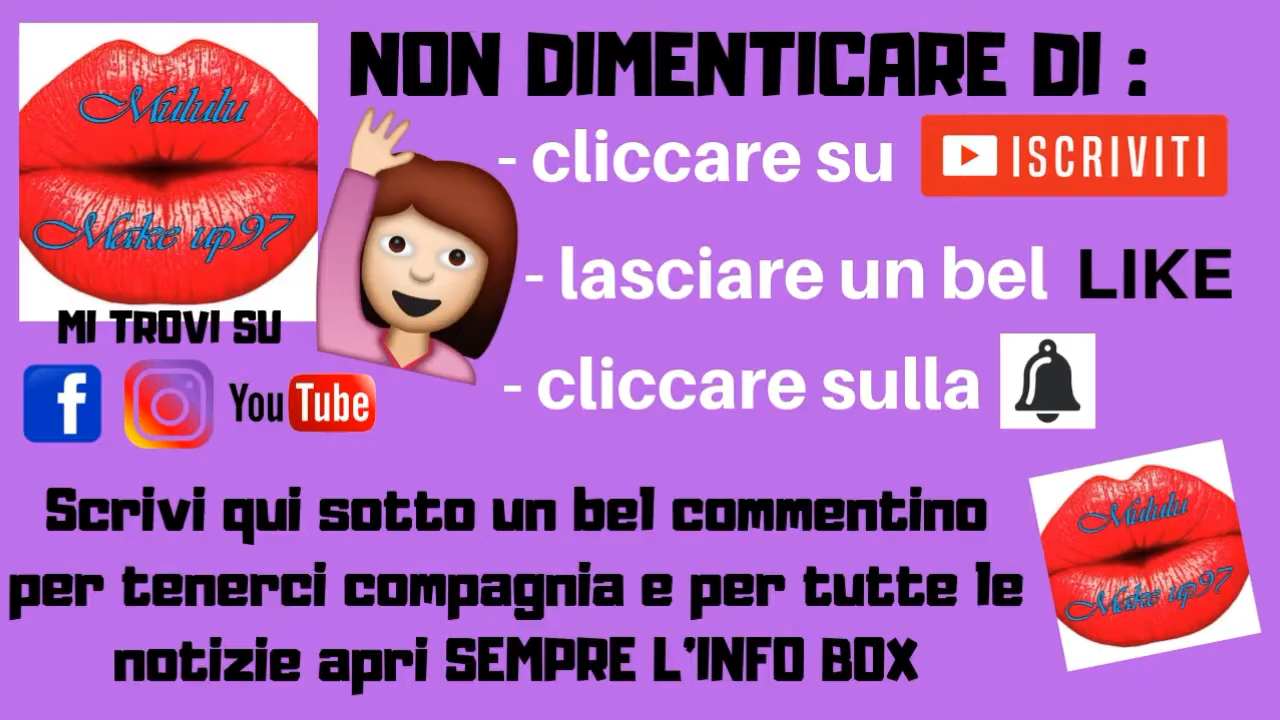 Mululu
Make up97
MI TROVI SU
f
You Tube
NON DIMENTICARE DI :
- cliccare su ISCRIVITI
- lasciare un bel LIKE
- cliccare sulla
Scrivi qui sotto un bel commentino
per tenerci compagnia e per tutte le
notizie apri SEMPRE L'INFO BOX
Mululu
Make up97